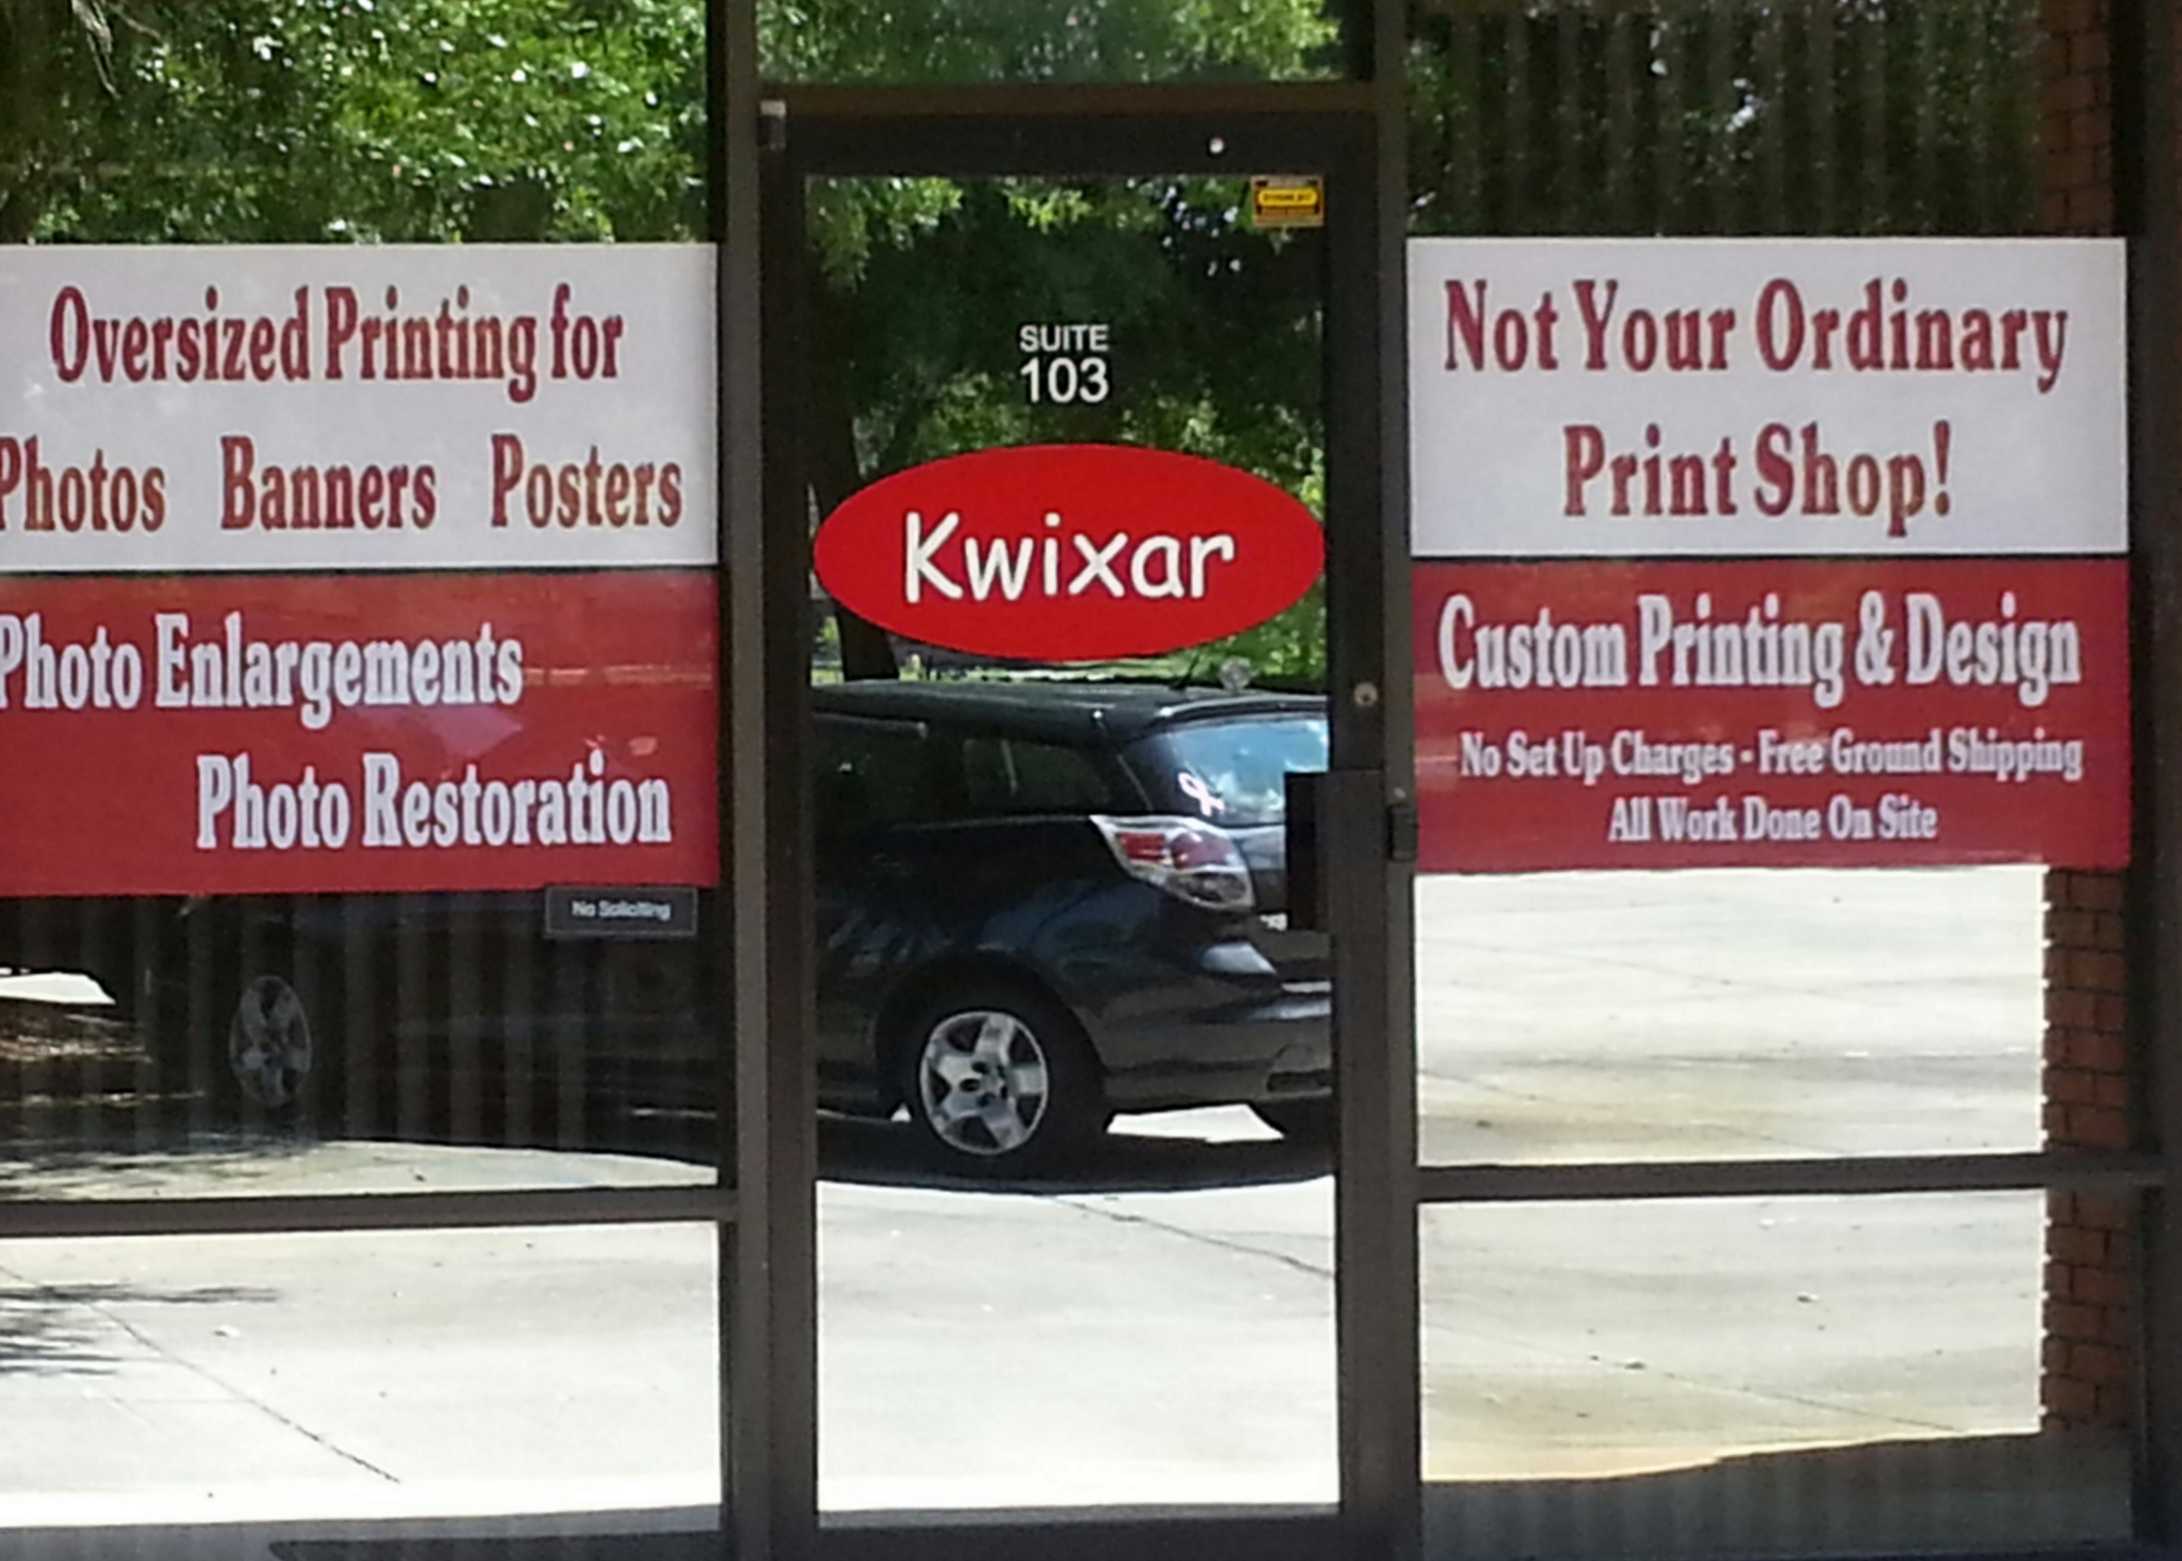 Oversized Printing for
Photos Banners Posters
Photo Enlargements
Photo Restoration
No Soliciting
SUITE
103
Kwixar
Not Your Ordinary
Print Shop!
Custom Printing & Design
No Set Up Charges - Free Ground Shipping
All Work Done On Site